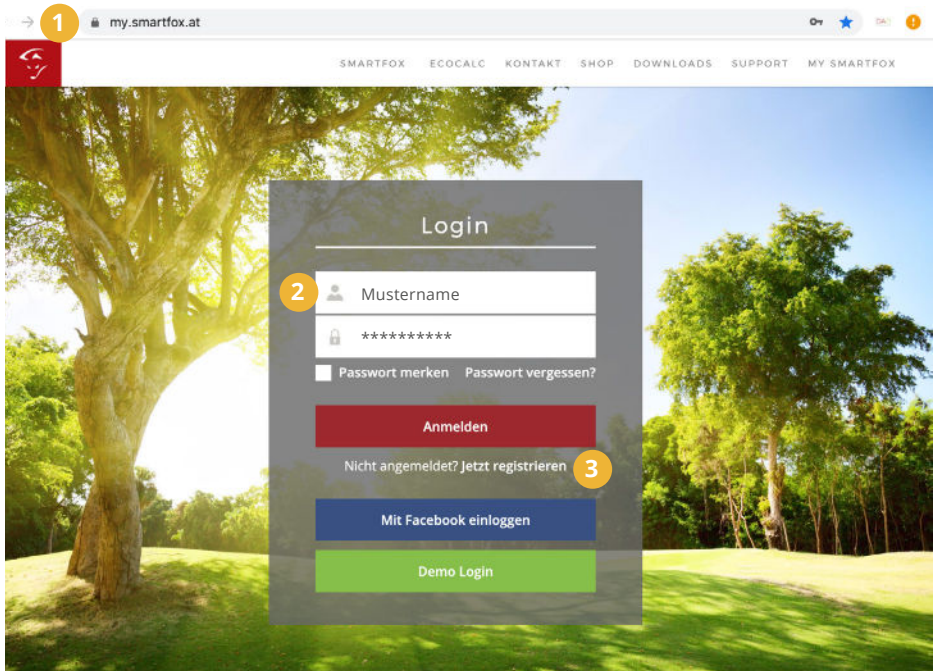 1 my.smartfox.at
SMARTFOX ECOCALC KONTAKT SHOP DOWNLOADS SUPPORT MY SMARTFOX
Login
2 Mustername
**********
Passwort merken Passwort vergessen?
Anmelden
Nicht angemeldet? Jetzt registrieren 3
Mit Facebook einloggen
Demo Login